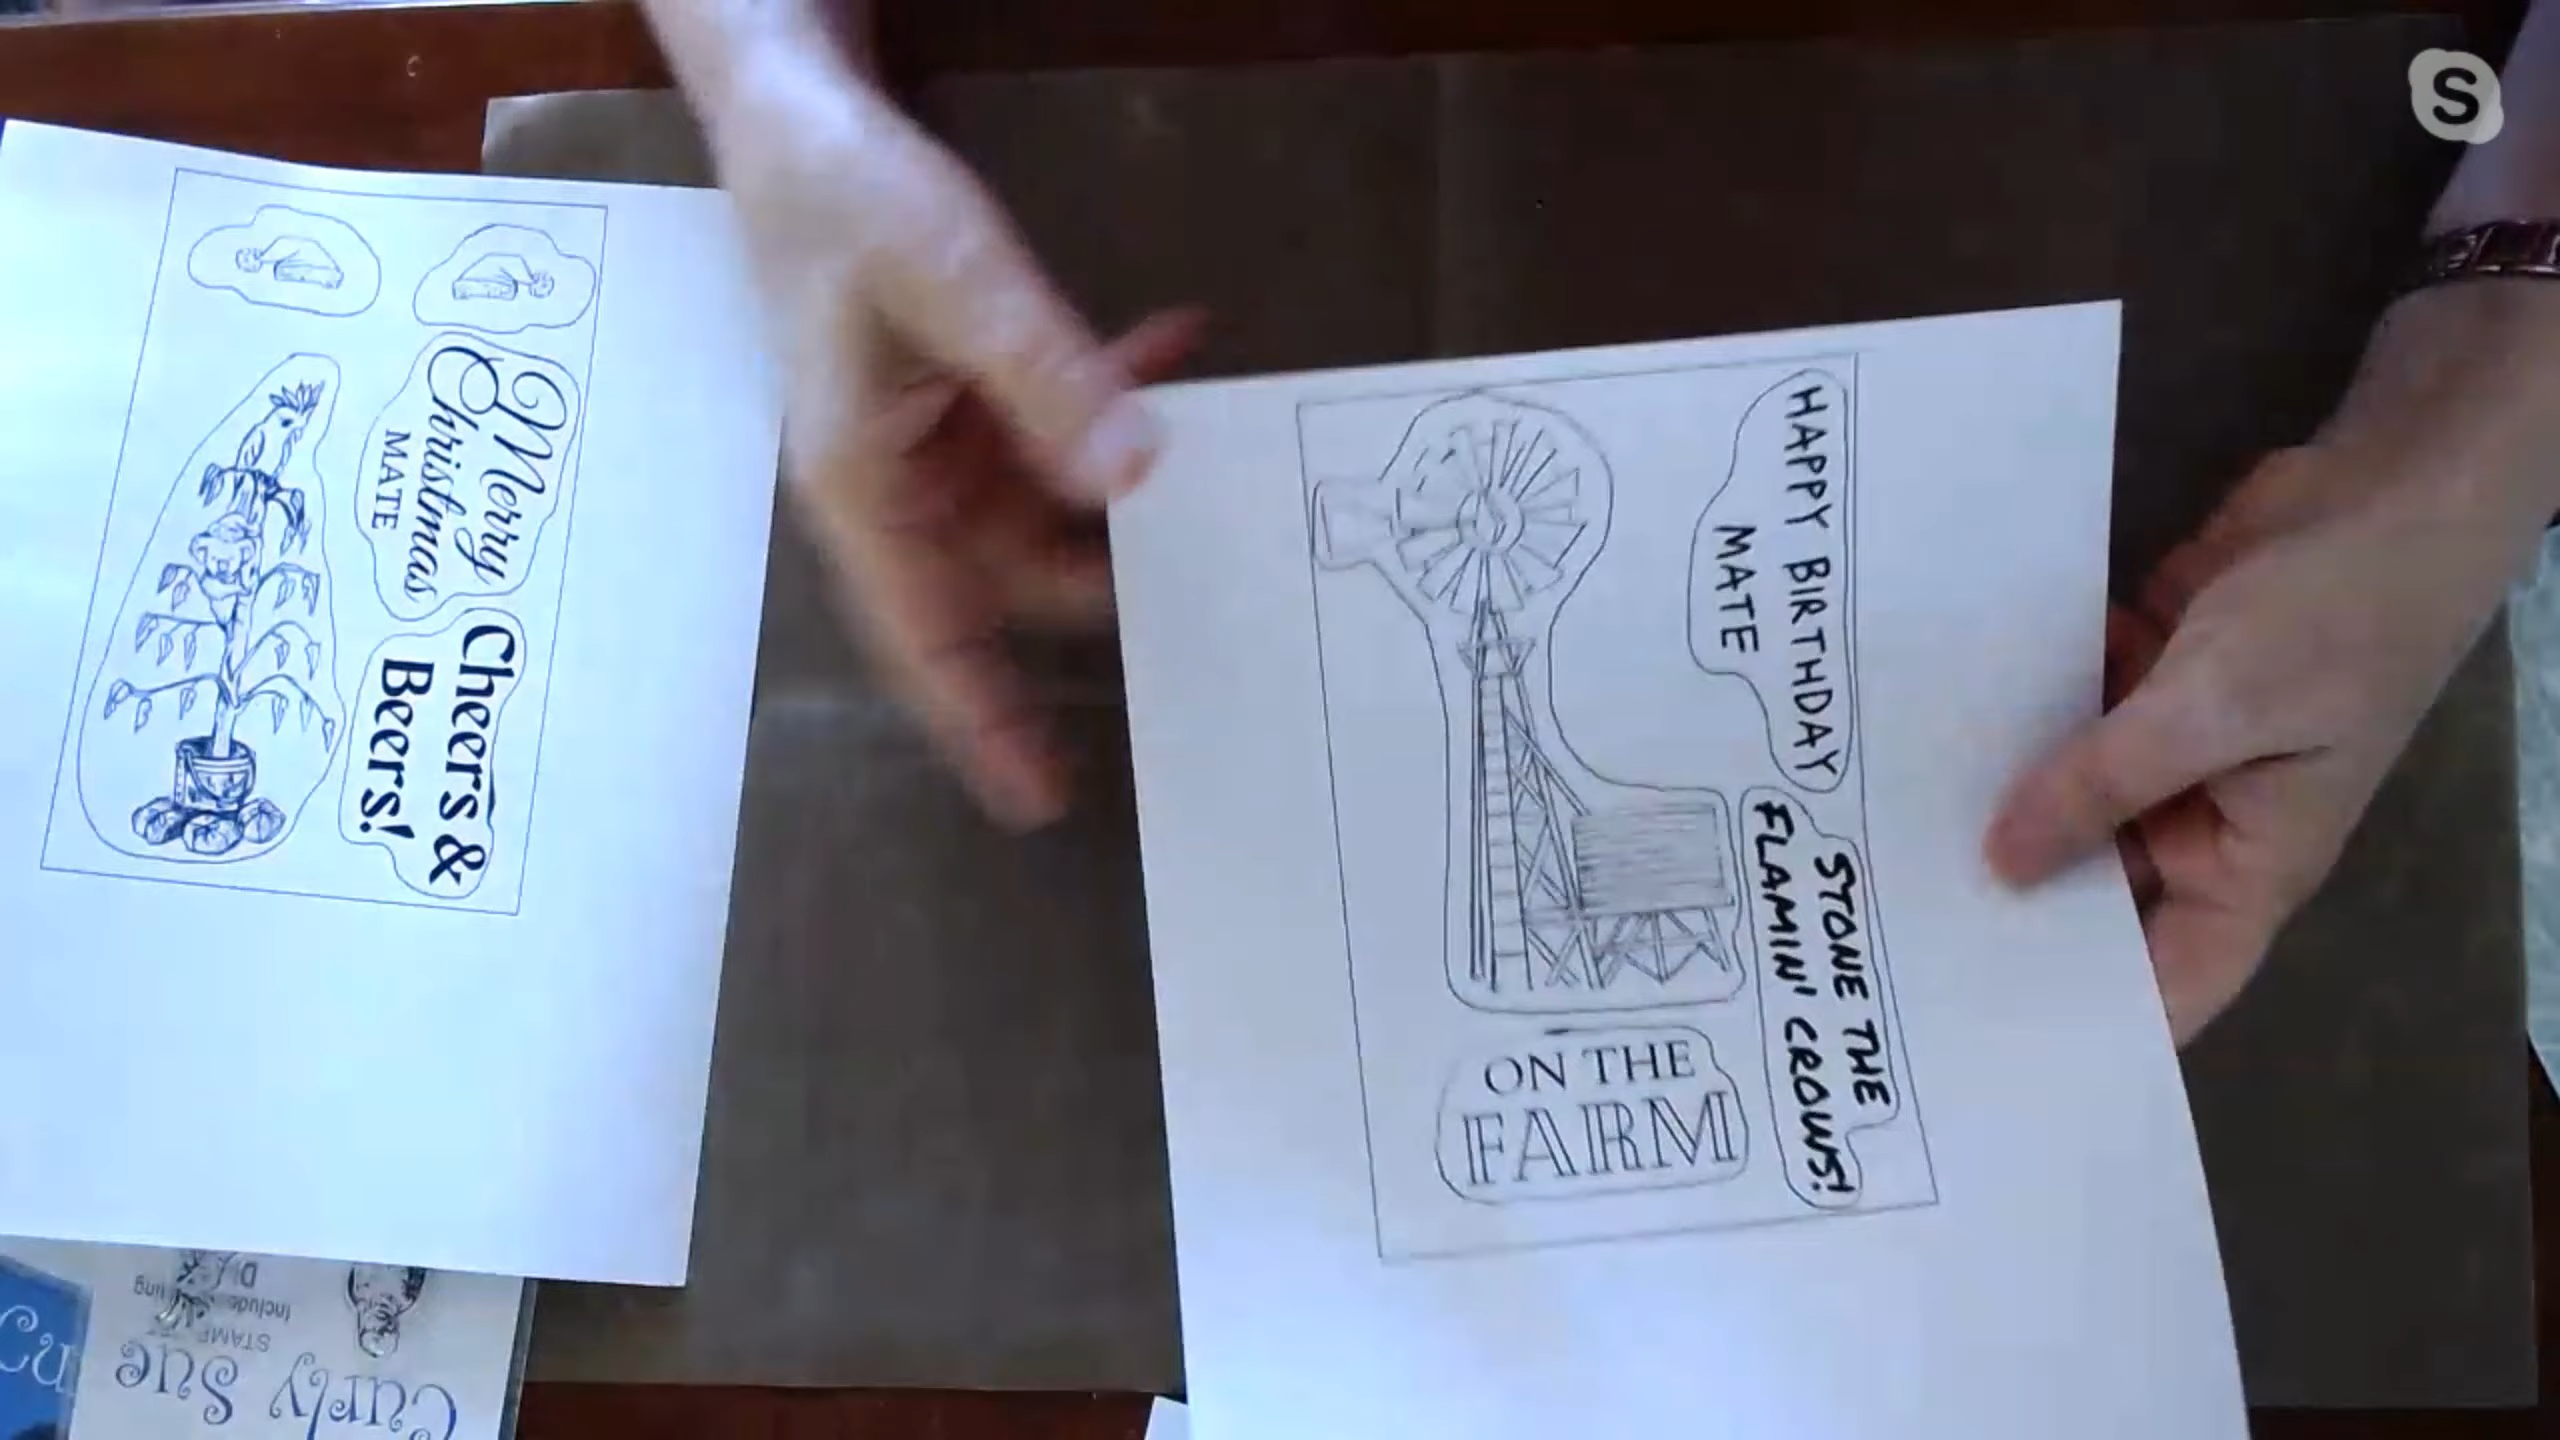 Merry
Christmas
MATE
Cheers &
Beers!
HAPPY BIRTHDAY
MATE
STONE THE
FLAMIN' CROWS!
ON THE
FARM
Curly Sue
STAMP
S